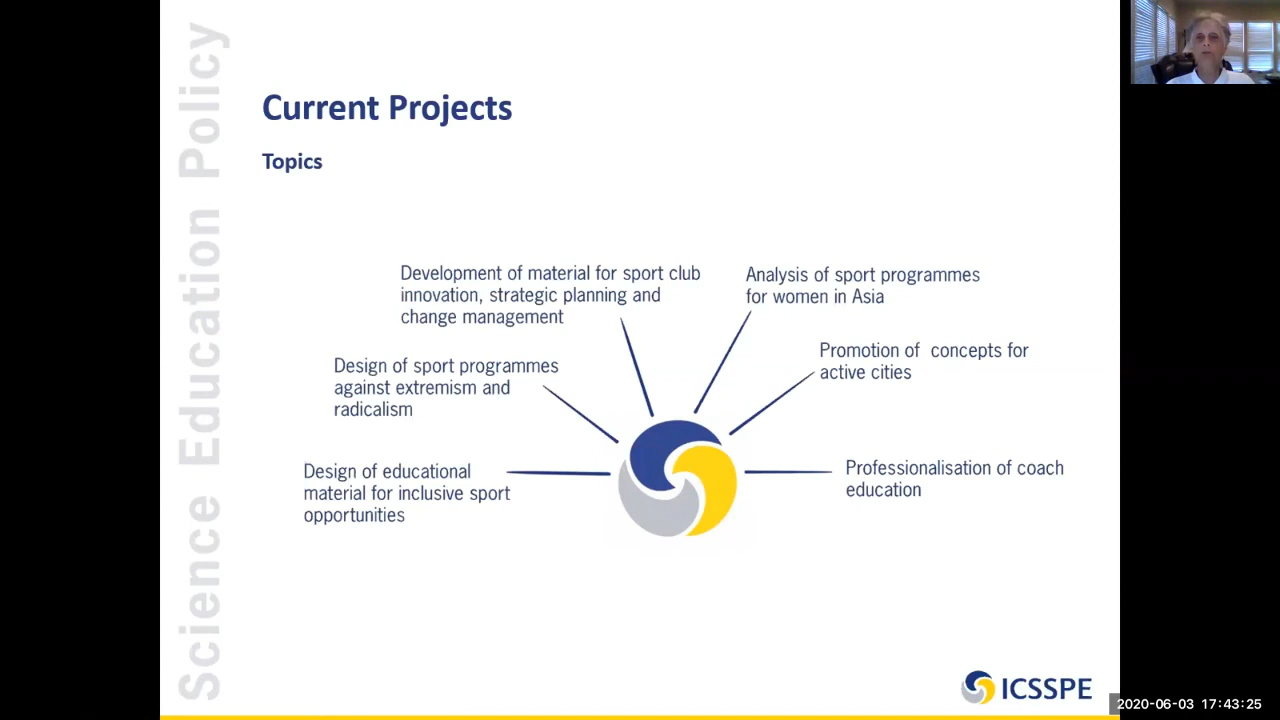 Science Education Policy
Current Projects
Topics
Development of material for sport club
innovation, strategic planning and
change management
Analysis of sport programmes
for women in Asia
Design of sport programmes
against extremism and
radicalism
Promotion of concepts for
active cities
Design of educational
material for inclusive sport
opportunities
Professionalisation of coach
education
ICSSPE
2020-06-03 17:43:25